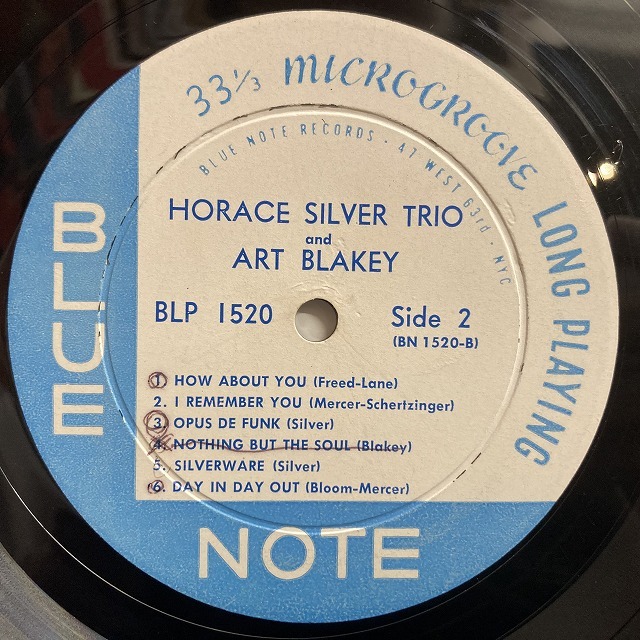 33⅓ MICROGROOVE LONG PLAYING
BLUE NOTE RECORDS · 47 WEST 63rd · NYC
HORACE SILVER TRIO
and
ART BLAKEY
BLP 1520
Side 2
(BN 1520-B)
1. HOW ABOUT YOU (Freed-Lane)
2. I REMEMBER YOU (Mercer-Schertzinger)
3. OPUS DE FUNK (Silver)
4. NOTHING BUT THE SOUL (Blakey)
5. SILVERWARE (Silver)
6. DAY IN DAY OUT (Bloom-Mercer)
BLUE
NOTE